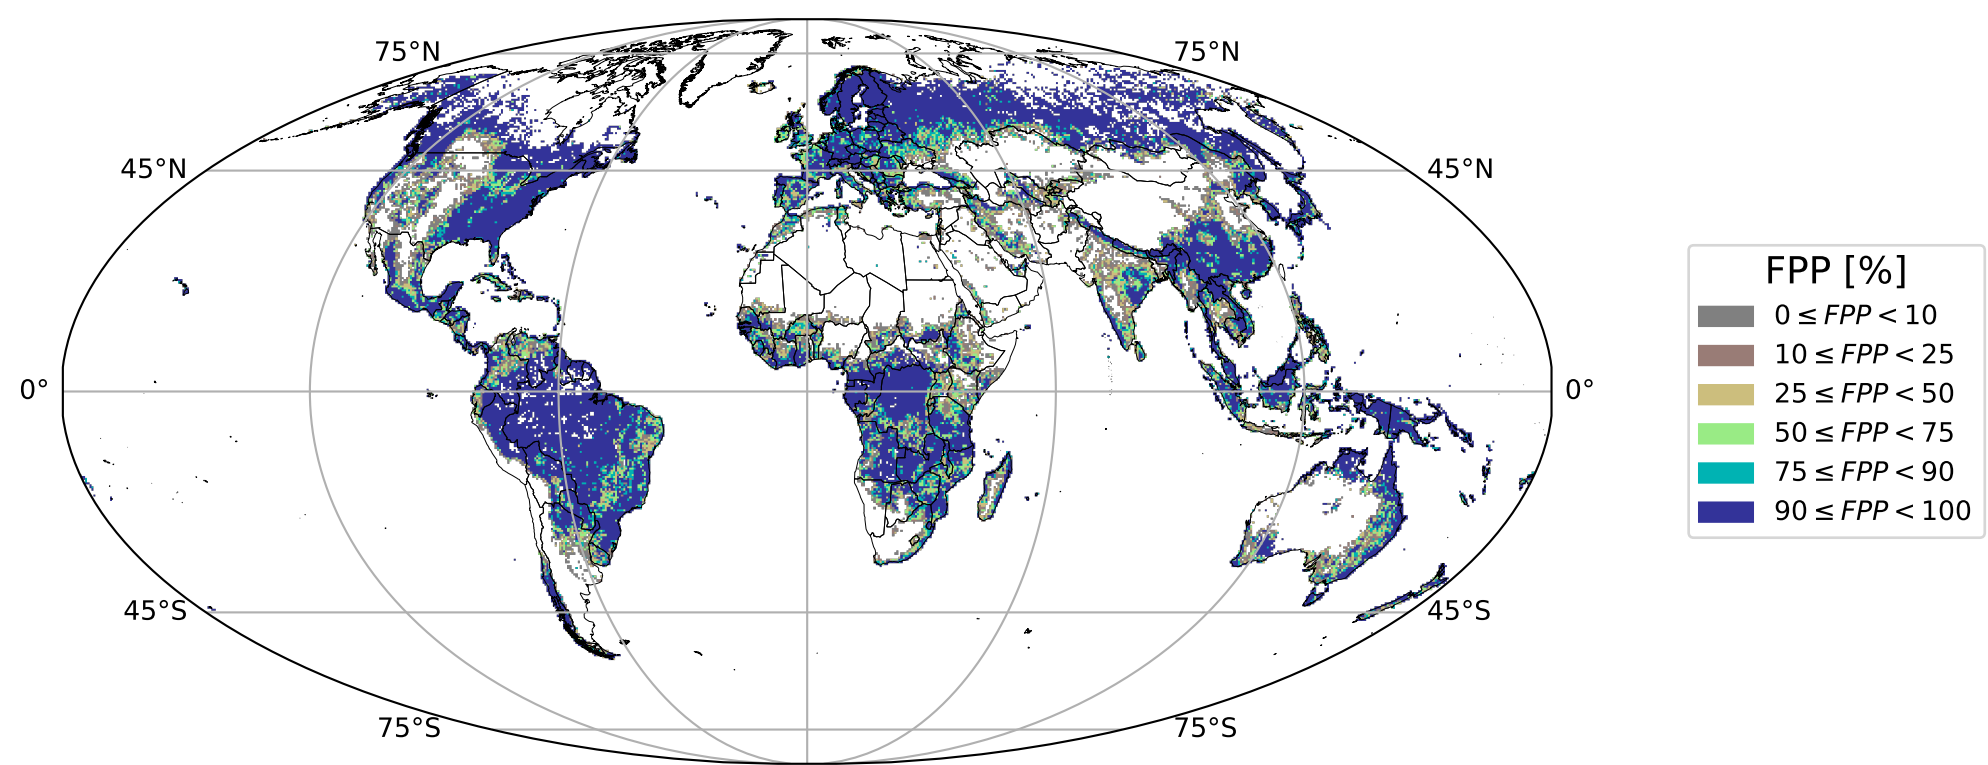 75°N
75°N
45°N
45°N
0°
0°
45°S
45°S
75°S
75°S
FPP [%]
0 ≤ FPP < 10
10 ≤ FPP < 25
25 ≤ FPP < 50
50 ≤ FPP < 75
75 ≤ FPP < 90
90 ≤ FPP < 100